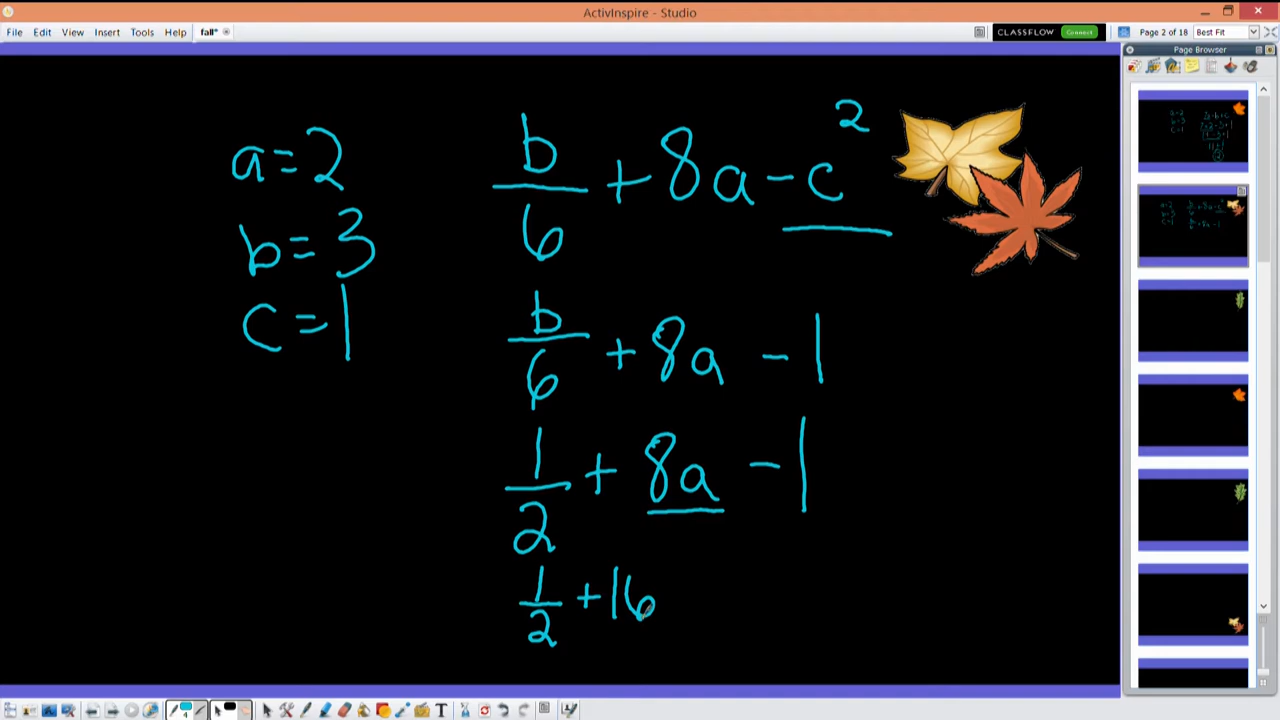 ActivInspire - Studio
File Edit View Insert Tools Help fall* CLASSFLOW Connect Page 2 of 18 Best Fit
Page Browser
a=2
b=3
c=1
b/6 + 8a - c²
b/6 + 8a - 1
1/2 + 8a - 1
1/2 + 16